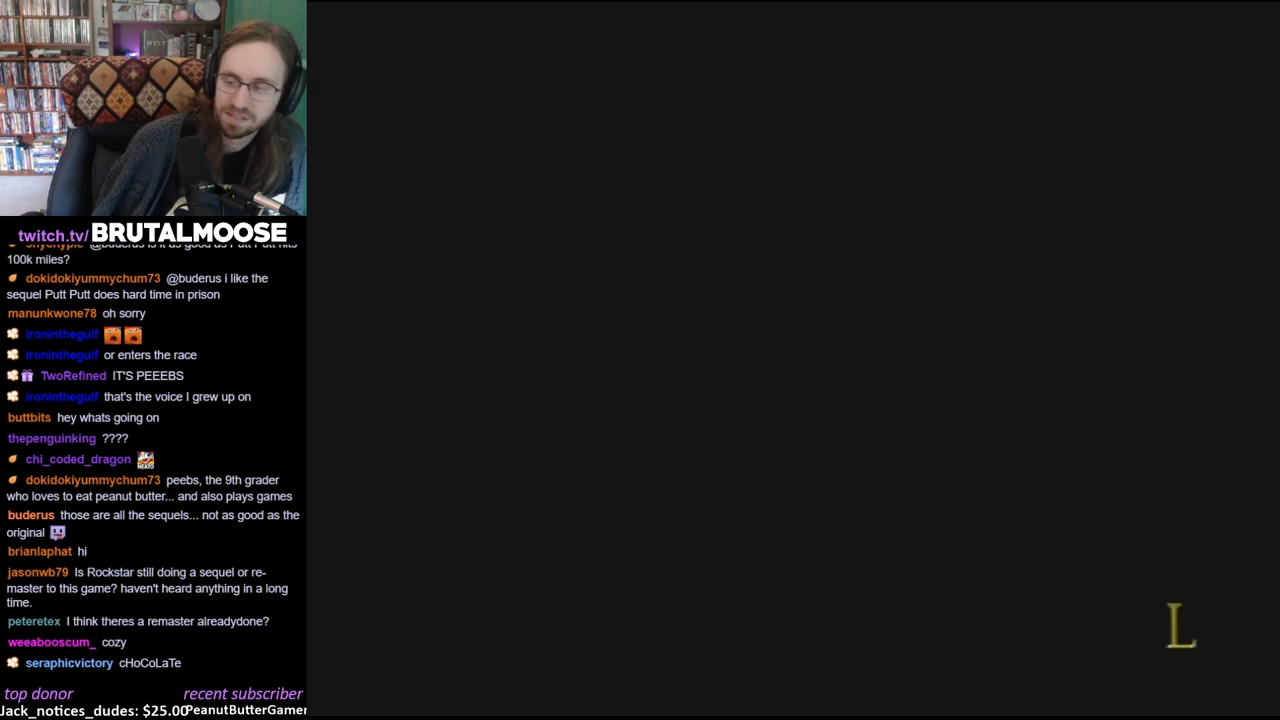 MYST
twitch.tv/BRUTALMOOSE
100k miles?
dokidokiyummychum73 @buderus i like the
sequel Putt Putt does hard time in prison
manunkwone78 oh sorry
ironinthegulf
ironinthegulf or enters the race
TwoRefined IT'S PEEEBS
ironinthegulf that's the voice I grew up on
buttbits hey whats going on
thepenguinking ????
chi_coded_dragon
dokidokiyummychum73 peebs, the 9th grader
who loves to eat peanut butter... and also plays games
buderus those are all the sequels... not as good as the
original
brianlaphat hi
jasonwb79 Is Rockstar still doing a sequel or re-
master to this game? haven't heard anything in a long
time.
peteretex I think theres a remaster alreadydone?
weeabooscum_ cozy
seraphicvictory cHoCoLaTe
top donor recent subscriber
Jack_notices_dudes: $25.00 PeanutButterGamer
L